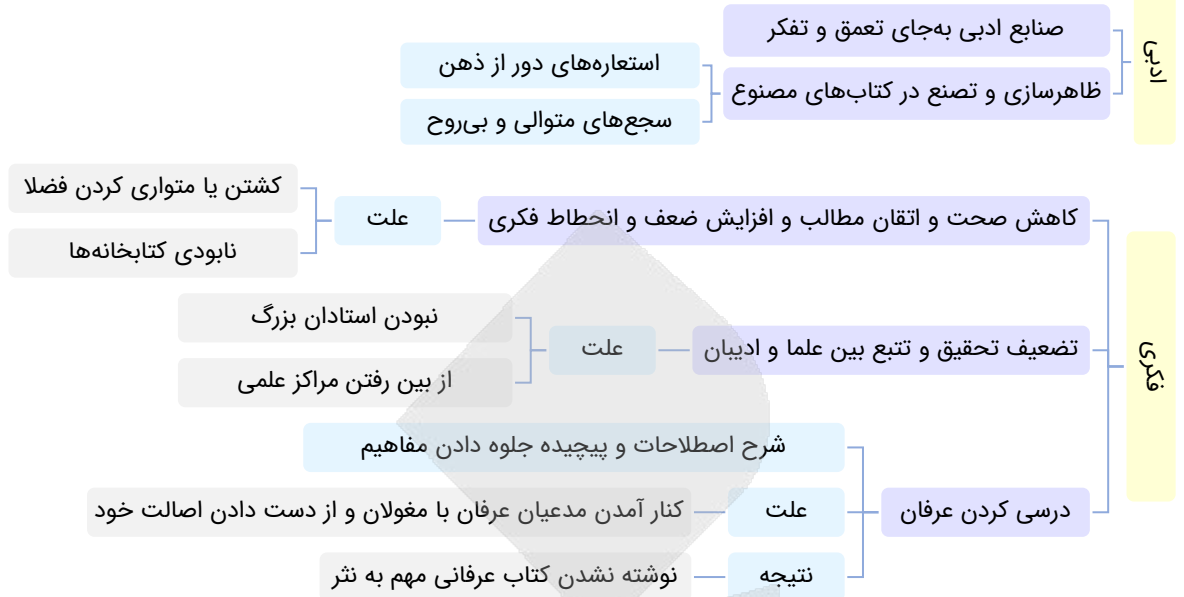 ادبی
صنایع ادبی به‌جای تعمق و تفکر
ظاهرسازی و تصنع در کتاب‌های مصنوع
استعاره‌های دور از ذهن
سجع‌های متوالی و بی‌روح
فکری
کاهش صحت و اتقان مطالب و افزایش ضعف و انحطاط فکری
علت
کشتن یا متواری کردن فضلا
نابودی کتابخانه‌ها
تضعیف تحقیق و تتبع بین علما و ادیبان
علت
نبودن استادان بزرگ
از بین رفتن مراکز علمی
درسی کردن عرفان
شرح اصطلاحات و پیچیده جلوه دادن مفاهیم
علت
کنار آمدن مدعیان عرفان با مغولان و از دست دادن اصالت خود
نتیجه
نوشته نشدن کتاب عرفانی مهم به نثر